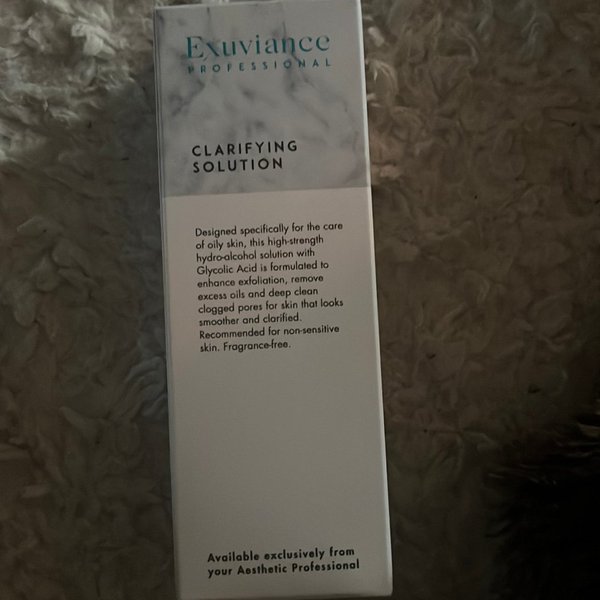 Exuviance
PROFESSIONAL
CLARIFYING
SOLUTION
Designed specifically for the care
of oily skin, this high-strength
hydro-alcohol solution with
Glycolic Acid is formulated to
enhance exfoliation, remove
excess oils and deep clean
clogged pores for skin that looks
smoother and clarified.
Recommended for non-sensitive
skin. Fragrance-free.
Available exclusively from
your Aesthetic Professional